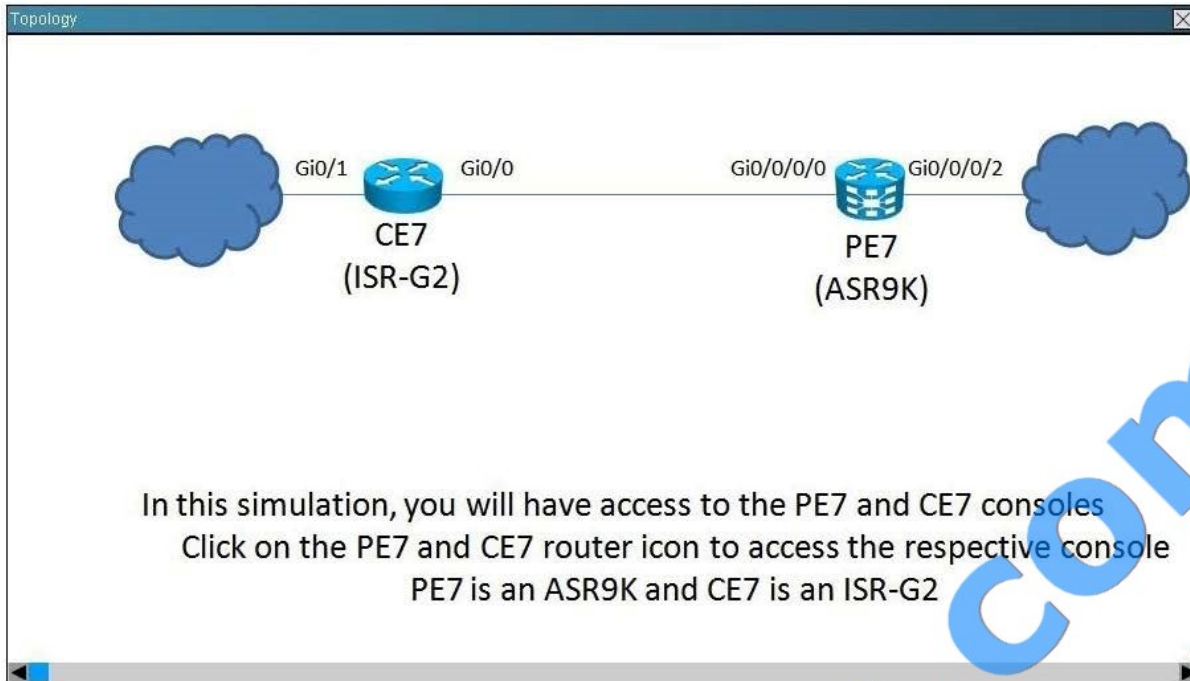 Topology
Gi0/1
Gi0/0
Gi0/0/0/0
Gi0/0/0/2
CE7
(ISR-G2)
PE7
(ASR9K)
In this simulation, you will have access to the PE7 and CE7 consoles
Click on the PE7 and CE7 router icon to access the respective console
PE7 is an ASR9K and CE7 is an ISR-G2